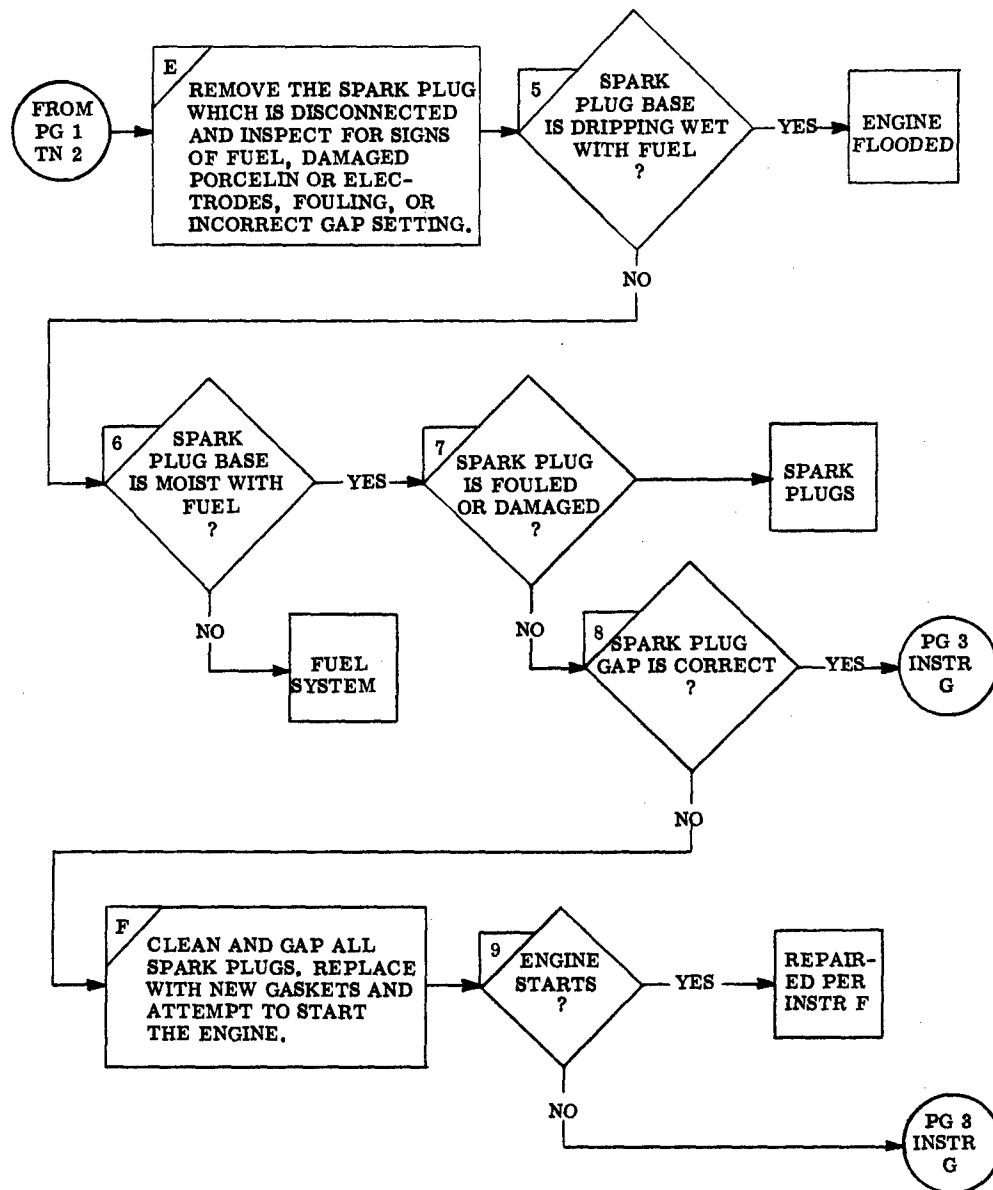 FROM
PG 1
TN 2
E
REMOVE THE SPARK PLUG
WHICH IS DISCONNECTED
AND INSPECT FOR SIGNS
OF FUEL, DAMAGED
PORCELIN OR ELEC-
TRODES, FOULING, OR
INCORRECT GAP SETTING.
5
SPARK
PLUG BASE
IS DRIPPING WET
WITH FUEL
?
YES
ENGINE
FLOODED
NO
6
SPARK
PLUG BASE
IS MOIST WITH
FUEL
?
YES
7
SPARK PLUG
IS FOULED
OR DAMAGED
?
SPARK
PLUGS
NO
FUEL
SYSTEM
NO
8
SPARK PLUG
GAP IS CORRECT
?
YES
PG 3
INSTR
G
NO
F
CLEAN AND GAP ALL
SPARK PLUGS. REPLACE
WITH NEW GASKETS AND
ATTEMPT TO START
THE ENGINE.
9
ENGINE
STARTS
?
YES
REPAIR-
ED PER
INSTR F
NO
PG 3
INSTR
G